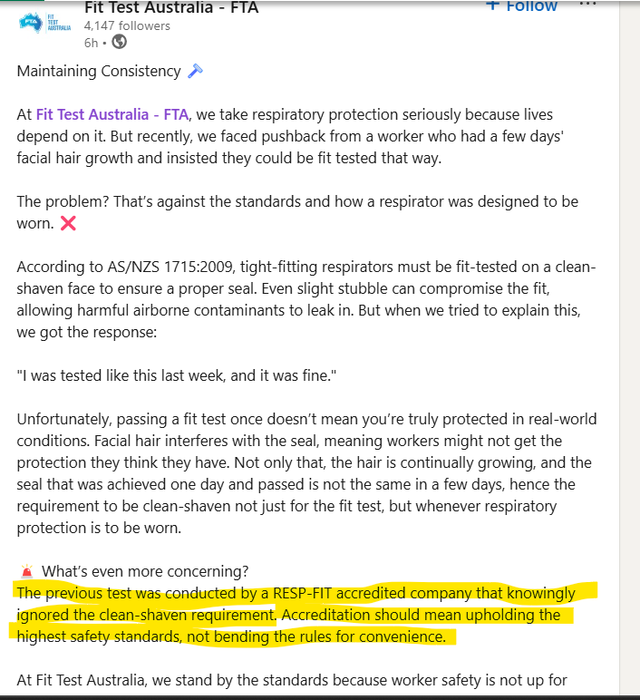 Fit Test Australia - FTA
+ Follow ...
FTA FIT TEST AUSTRALIA
4,147 followers
6h •
Maintaining Consistency
At Fit Test Australia - FTA, we take respiratory protection seriously because lives
depend on it. But recently, we faced pushback from a worker who had a few days'
facial hair growth and insisted they could be fit tested that way.
The problem? That's against the standards and how a respirator was designed to be
worn. ❌
According to AS/NZS 1715:2009, tight-fitting respirators must be fit-tested on a clean-
shaven face to ensure a proper seal. Even slight stubble can compromise the fit,
allowing harmful airborne contaminants to leak in. But when we tried to explain this,
we got the response:
"I was tested like this last week, and it was fine."
Unfortunately, passing a fit test once doesn't mean you're truly protected in real-world
conditions. Facial hair interferes with the seal, meaning workers might not get the
protection they think they have. Not only that, the hair is continually growing, and the
seal that was achieved one day and passed is not the same in a few days, hence the
requirement to be clean-shaven not just for the fit test, but whenever respiratory
protection is to be worn.
🚨 What's even more concerning?
The previous test was conducted by a RESP-FIT accredited company that knowingly
ignored the clean-shaven requirement. Accreditation should mean upholding the
highest safety standards, not bending the rules for convenience.
At Fit Test Australia, we stand by the standards because worker safety is not up for